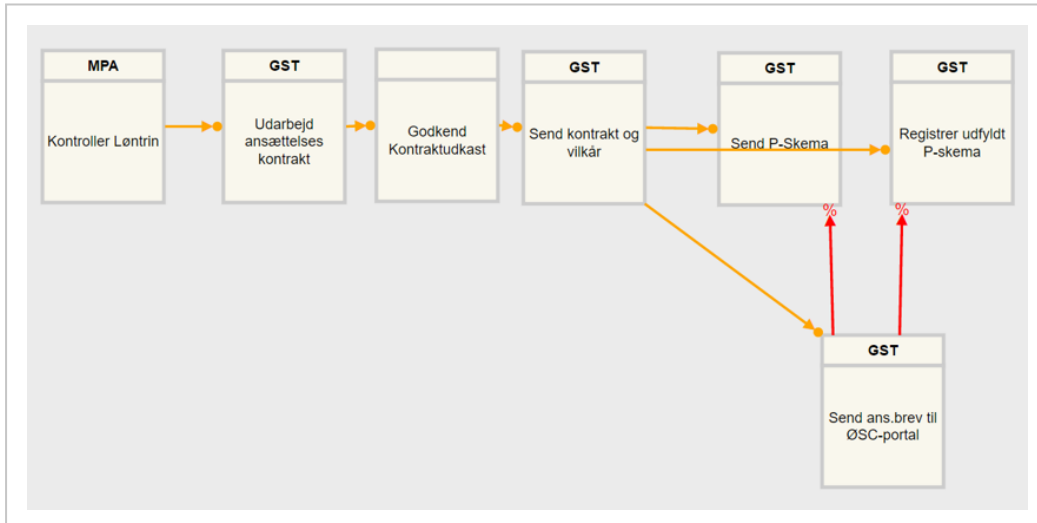 MPA
Kontroller Løntrin
GST
Udarbejd
ansættelses
kontrakt
Godkend
Kontraktudkast
GST
Send kontrakt og
vilkår
GST
Send P-Skema
GST
Registrer udfyldt
P-skema
%
%
GST
Send ans.brev til
ØSC-portal